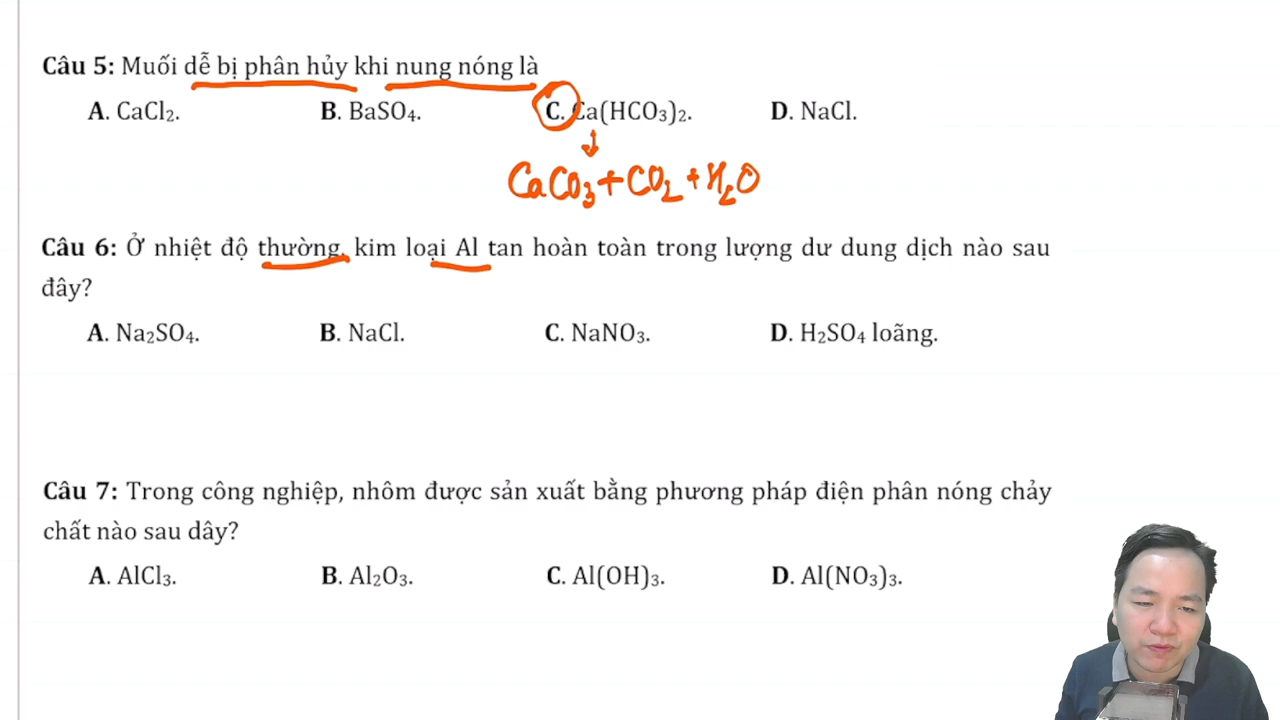 Câu 5: Muối dễ bị phân hủy khi nung nóng là
A. CaCl₂. B. BaSO₄. C. Ca(HCO₃)₂. D. NaCl.
CaCO₃ + CO₂ + H₂O
Câu 6: Ở nhiệt độ thường, kim loại Al tan hoàn toàn trong lượng dư dung dịch nào sau
đây?
A. Na₂SO₄. B. NaCl. C. NaNO₃. D. H₂SO₄ loãng.
Câu 7: Trong công nghiệp, nhôm được sản xuất bằng phương pháp điện phân nóng chảy
chất nào sau dây?
A. AlCl₃. B. Al₂O₃. C. Al(OH)₃. D. Al(NO₃)₃.